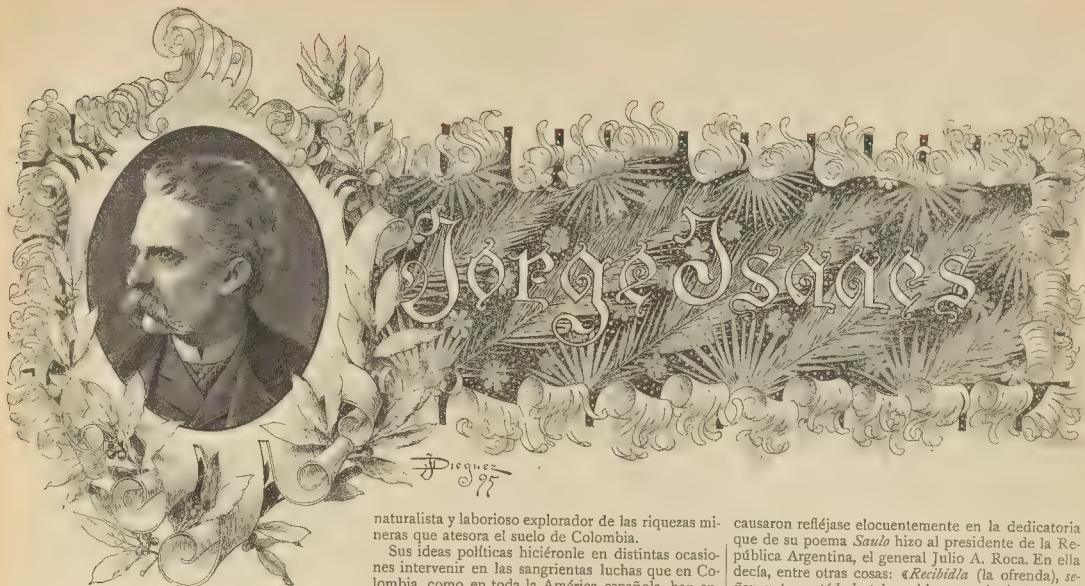 Jorge Isaacs
Dieguez
95
naturalista y laborioso explorador de las riquezas mi-
neras que atesora el suelo de Colombia.
Sus ideas políticas hiciéronle en distintas ocasio-
nes intervenir en las sangrientas luchas que en Co-
causaron refléjase elocuentemente en la dedicatoria
que de su poema Saulo hizo al presidente de la Re-
pública Argentina, el general Julio A. Roca. En ella
decía, entre otras cosas: «Recibidla (la ofrenda), se-